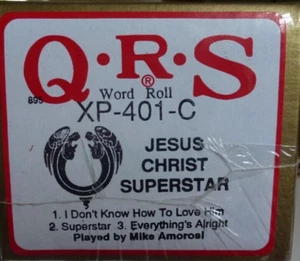 Q·R·S
®
Word Roll
895
XP-401-C
JESUS
CHRIST
SUPERSTAR
1. I Don't Know How To Love Him
2. Superstar 3. Everything's Alright
Played by Mike Amorosi